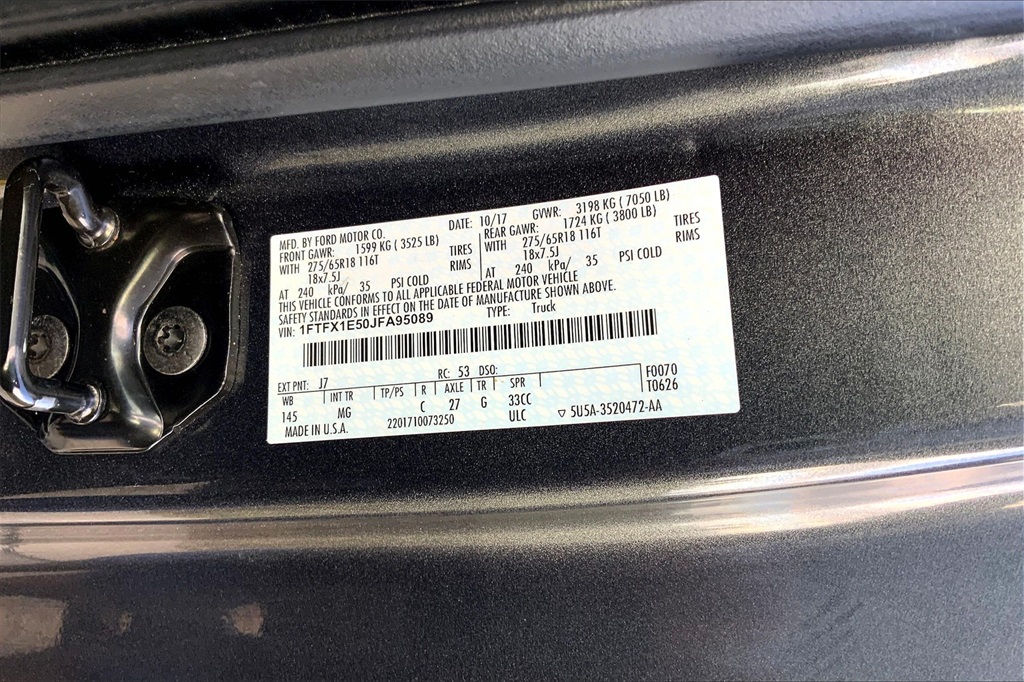 MFD. BY FORD MOTOR CO. DATE: 10/17 GVWR: 3198 KG ( 7050 LB)
FRONT GAWR: 1599 KG ( 3525 LB) REAR GAWR: 1724 KG ( 3800 LB)
WITH 275/65R18 116T TIRES WITH 275/65R18 116T TIRES
18x7.5J RIMS 18x7.5J RIMS
AT 240 kPa/ 35 PSI COLD AT 240 kPa/ 35 PSI COLD
THIS VEHICLE CONFORMS TO ALL APPLICABLE FEDERAL MOTOR VEHICLE
SAFETY STANDARDS IN EFFECT ON THE DATE OF MANUFACTURE SHOWN ABOVE.
VIN: 1FTFX1E50JFA95089 TYPE: Truck
EXT PNT: J7 RC: 53 DSO: F0070
WB INT TR TP/PS R AXLE TR SPR T0626
145 MG C 27 G 33CC
MADE IN U.S.A. 2201710073250 ULC ▽ 5U5A-3520472-AA